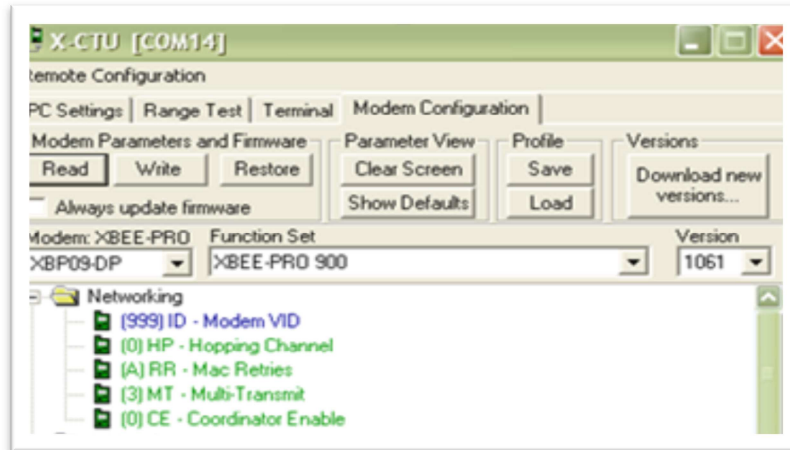 X-CTU [COM14]
emote Configuration
PC Settings Range Test Terminal Modem Configuration
Modem Parameters and Firmware Parameter View Profile Versions
Read Write Restore Clear Screen Save Download new versions...
Always update firmware Show Defaults Load
Modem: XBEE-PRO Function Set Version
XBP09-DP XBEE-PRO 900 1061
Networking
(999) ID - Modem VID
(0) HP - Hopping Channel
(A) RR - Mac Retries
(3) MT - Multi-Transmit
(0) CE - Coordinator Enable